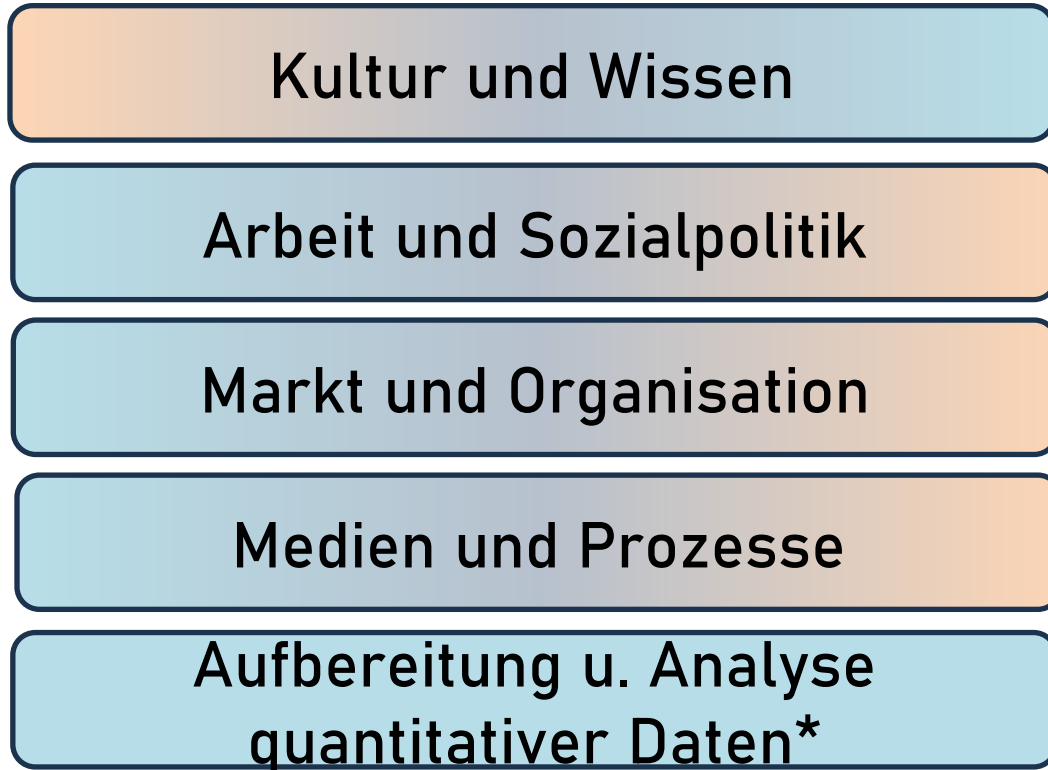 Kultur und Wissen
Arbeit und Sozialpolitik
Markt und Organisation
Medien und Prozesse
Aufbereitung u. Analyse
quantitativer Daten*